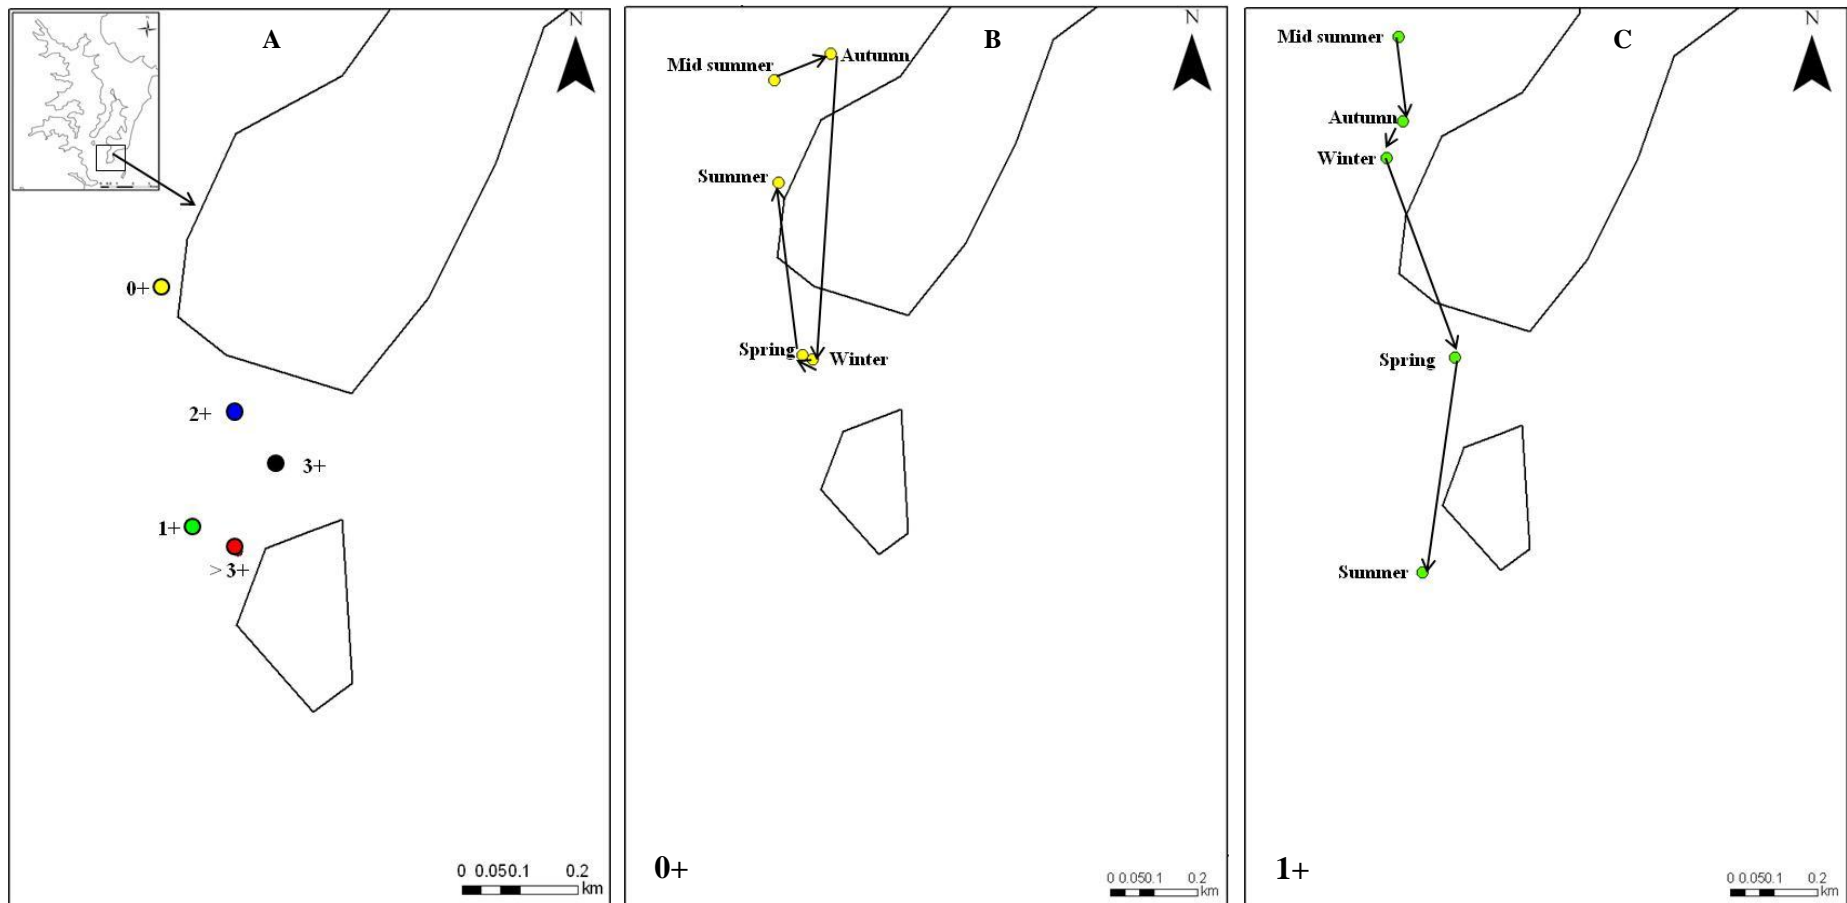 A
N
0+
2+
3+
1+
> 3+
0 0.050.1 0.2
km
B
N
Mid summer
Autumn
Summer
Spring
Winter
0+
0 0.050.1 0.2
km
C
N
Mid summer
Autumn
Winter
Spring
Summer
1+
0 0.050.1 0.2
km